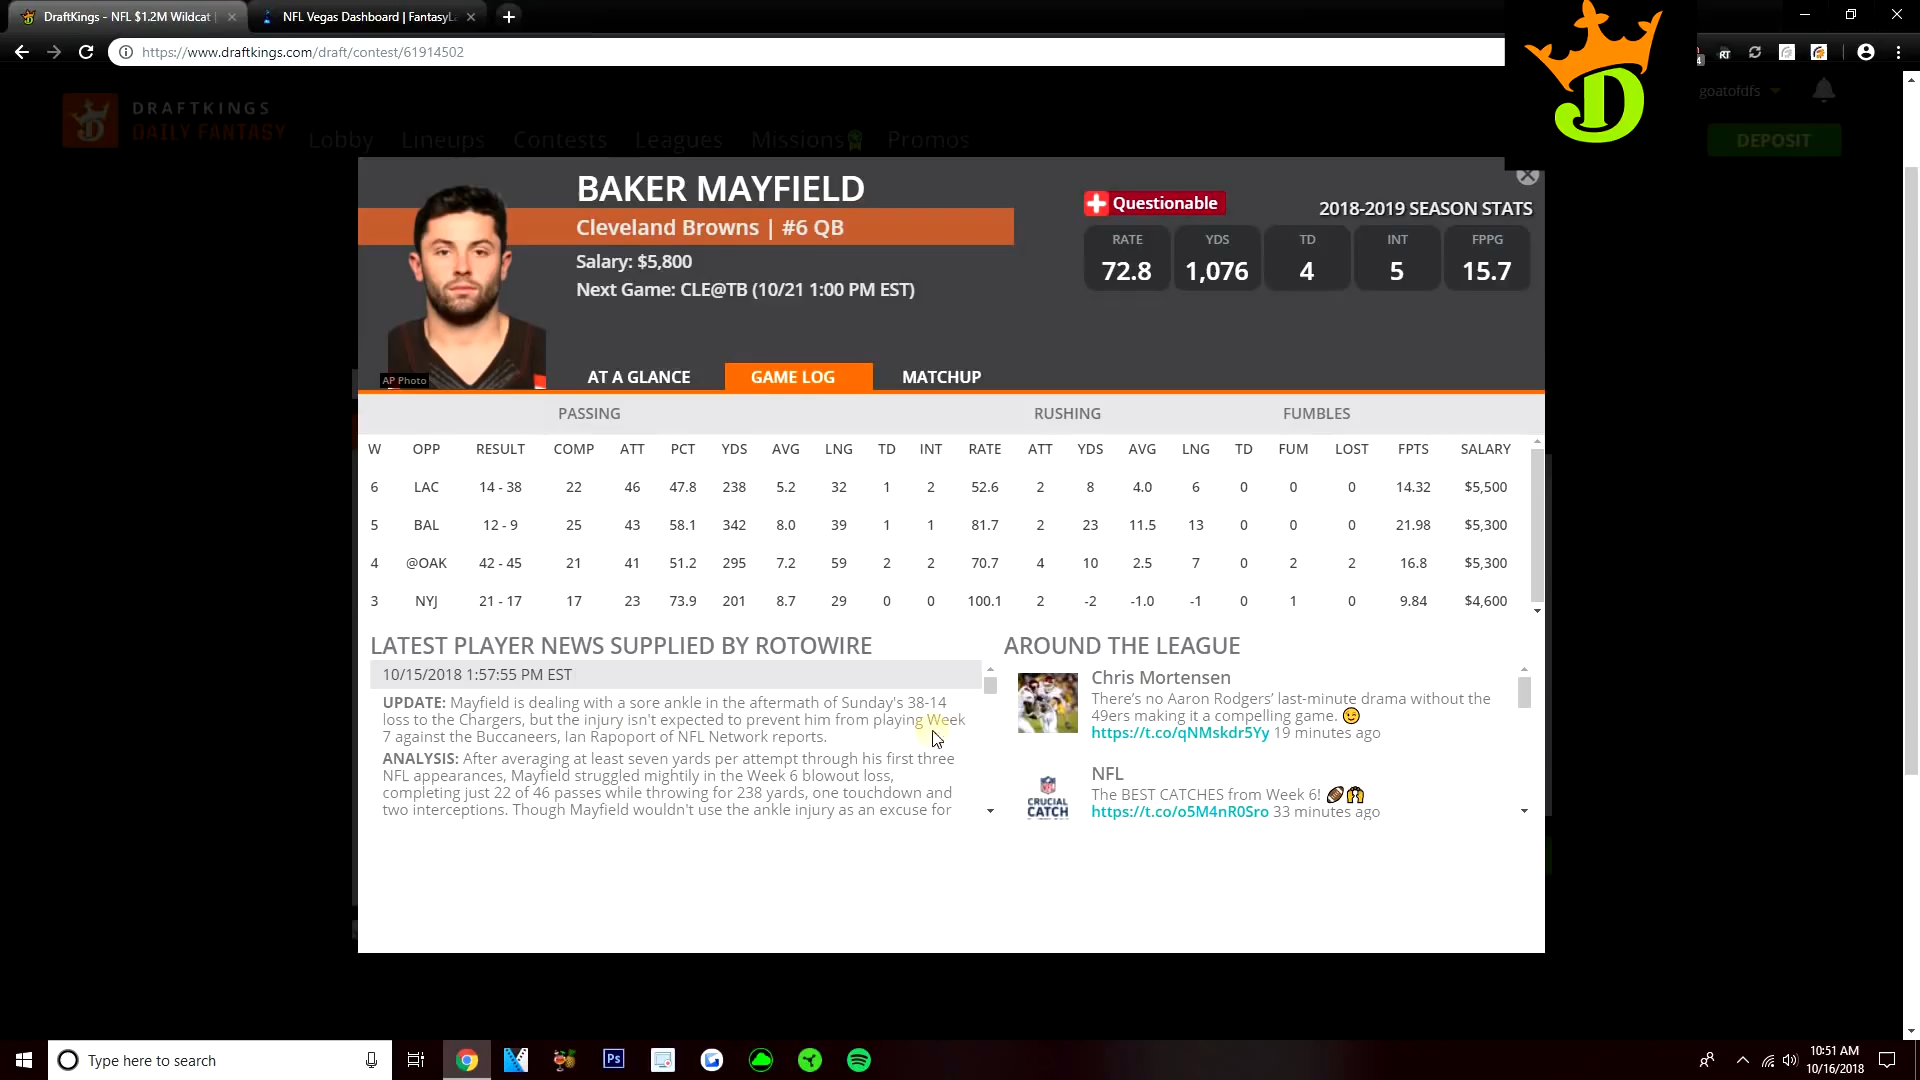 DraftKings - NFL $1.2M Wildcat
NFL Vegas Dashboard | FantasyLa
https://www.draftkings.com/draft/contest/61914502
RT
DRAFTKINGS
DAILY FANTASY
Lobby Lineups Contests Leagues Missions Promos
goatofdfs
DEPOSIT
D
BAKER MAYFIELD
Cleveland Browns | #6 QB
Salary: $5,800
Next Game: CLE@TB (10/21 1:00 PM EST)
AP Photo
Questionable
2018-2019 SEASON STATS
RATE YDS TD INT FPPG
72.8 1,076 4 5 15.7
AT A GLANCE GAME LOG MATCHUP
PASSING RUSHING FUMBLES
W OPP RESULT COMP ATT PCT YDS AVG LNG TD INT RATE ATT YDS AVG LNG TD FUM LOST FPTS SALARY
6 LAC 14 - 38 22 46 47.8 238 5.2 32 1 2 52.6 2 8 4.0 6 0 0 0 14.32 $5,500
5 BAL 12 - 9 25 43 58.1 342 8.0 39 1 1 81.7 2 23 11.5 13 0 0 0 21.98 $5,300
4 @OAK 42 - 45 21 41 51.2 295 7.2 59 2 2 70.7 4 10 2.5 7 0 2 2 16.8 $5,300
3 NYJ 21 - 17 17 23 73.9 201 8.7 29 0 0 100.1 2 -2 -1.0 -1 0 1 0 9.84 $4,600
LATEST PLAYER NEWS SUPPLIED BY ROTOWIRE
10/15/2018 1:57:55 PM EST
UPDATE: Mayfield is dealing with a sore ankle in the aftermath of Sunday's 38-14
loss to the Chargers, but the injury isn't expected to prevent him from playing Week
7 against the Buccaneers, Ian Rapoport of NFL Network reports.
ANALYSIS: After averaging at least seven yards per attempt through his first three
NFL appearances, Mayfield struggled mightily in the Week 6 blowout loss,
completing just 22 of 46 passes while throwing for 238 yards, one touchdown and
two interceptions. Though Mayfield wouldn't use the ankle injury as an excuse for
AROUND THE LEAGUE
Chris Mortensen
There's no Aaron Rodgers' last-minute drama without the
49ers making it a compelling game. 😉
https://t.co/qNMskdr5Yy 19 minutes ago
NFL
The BEST CATCHES from Week 6! 🏈🙌
https://t.co/o5M4nR0Sro 33 minutes ago
CRUCIAL
CATCH
Type here to search
Ps
10:51 AM
10/16/2018